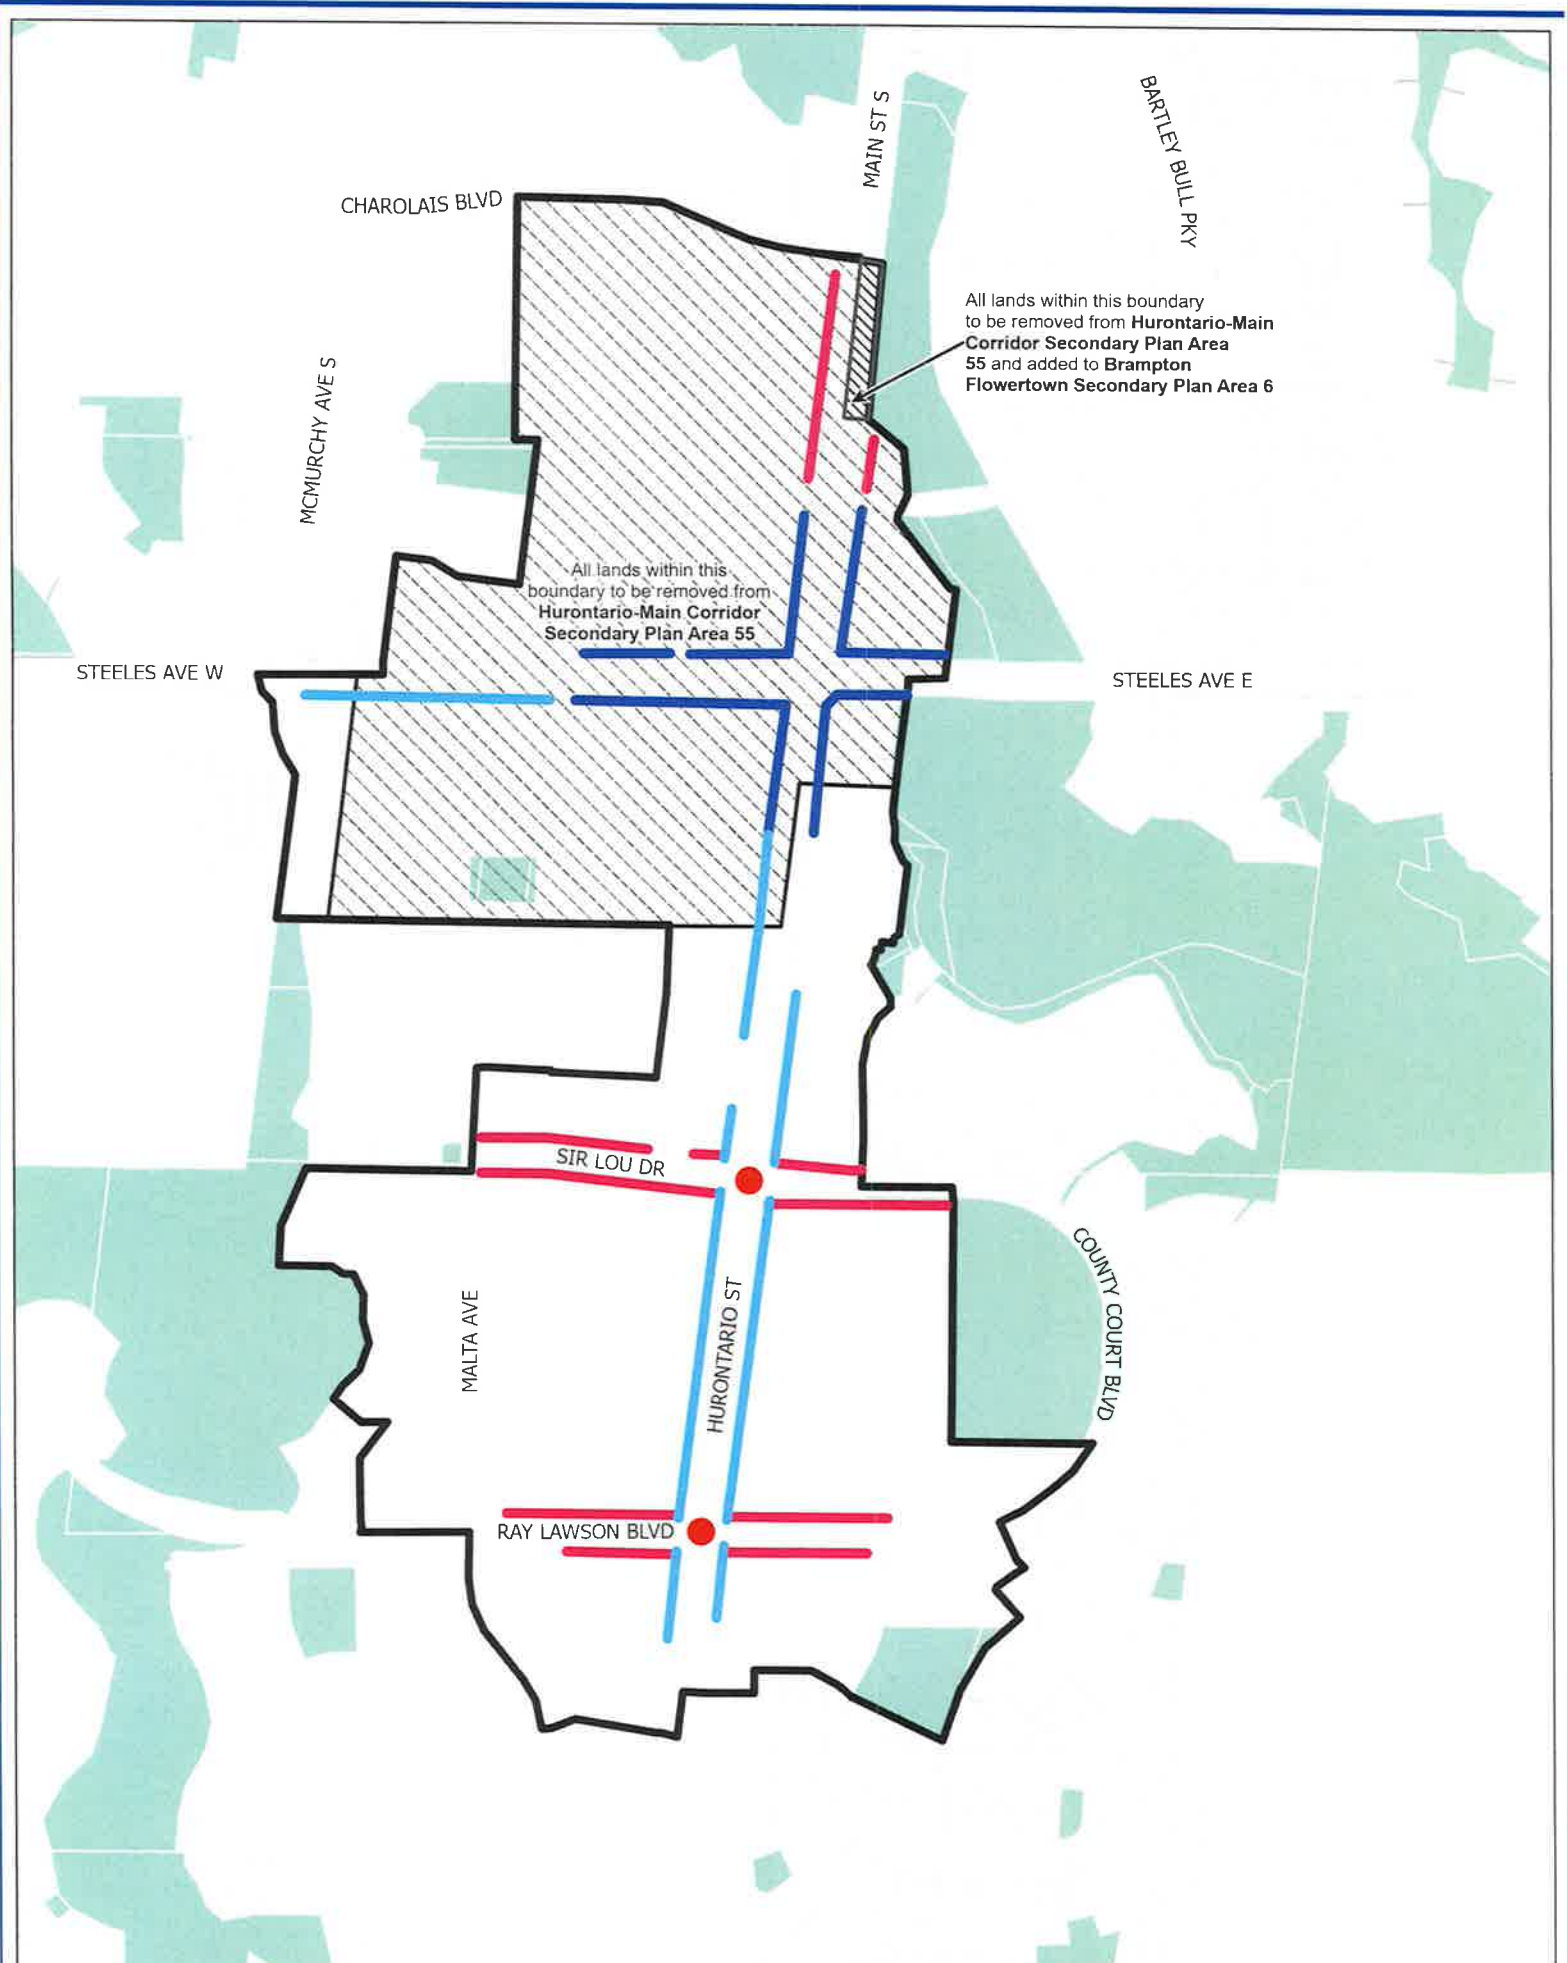 MAIN ST S
BARTLEY BULL PKY
CHAROLAIS BLVD
All lands within this boundary
to be removed from Hurontario-Main
Corridor Secondary Plan Area
55 and added to Brampton
Flowertown Secondary Plan Area 6
MCMURCHY AVE S
All lands within this
boundary to be removed from
Hurontario-Main Corridor
Secondary Plan Area 55
STEELES AVE W
STEELES AVE E
SIR LOU DR
COUNTY COURT BLVD
MALTA AVE
HURONTARIO ST
RAY LAWSON BLVD